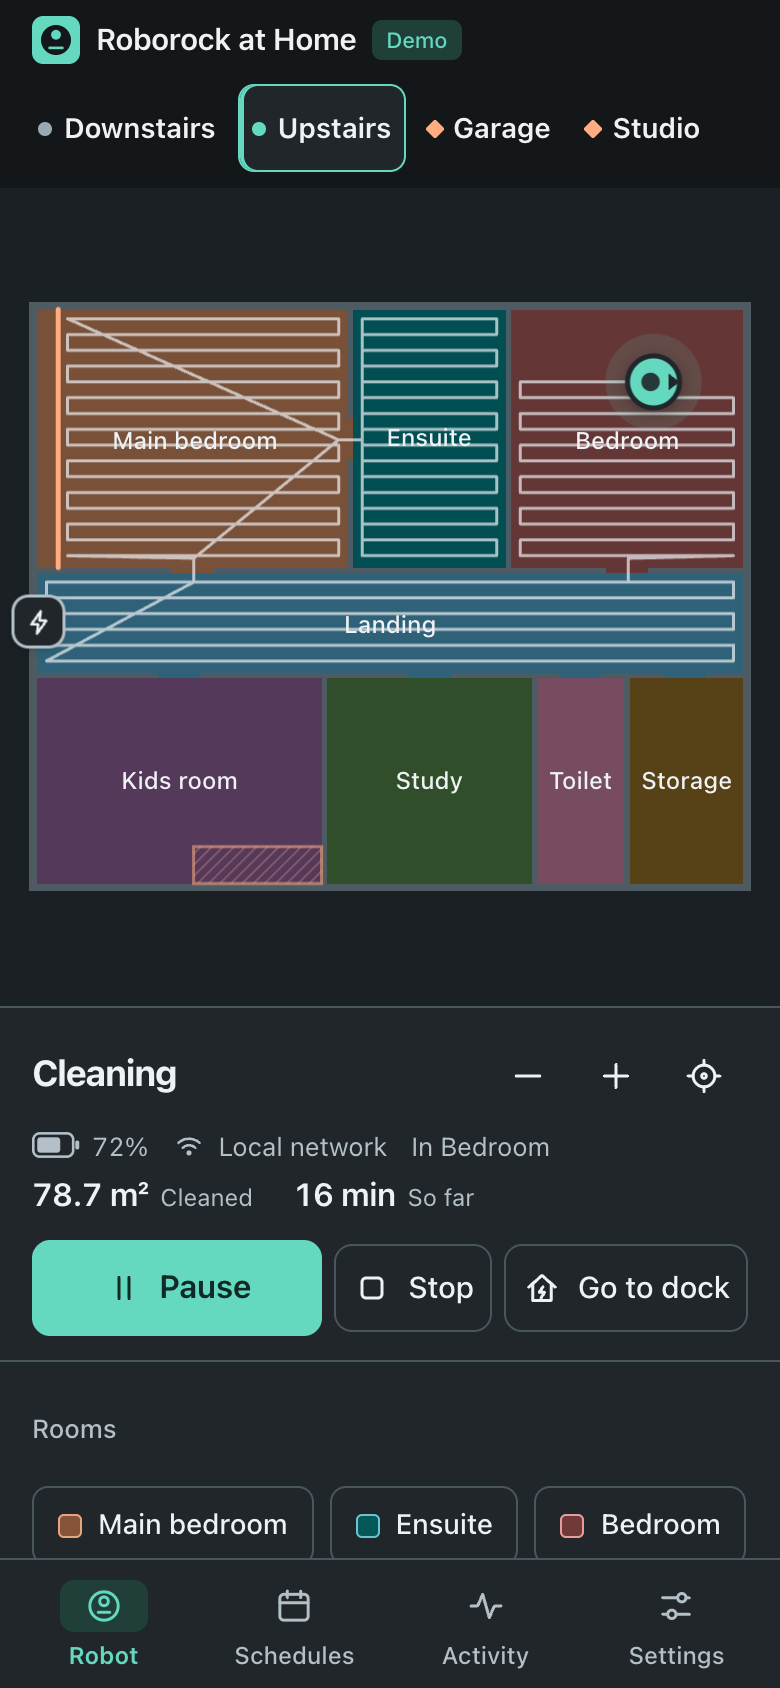 Roborock at Home Demo
Downstairs Upstairs Garage Studio
Main bedroom Ensuite Bedroom
Landing
Kids room Study Toilet Storage
Cleaning
72% Local network In Bedroom
78.7 m² Cleaned 16 min So far
Pause Stop Go to dock
Rooms
Main bedroom Ensuite Bedroom
Robot Schedules Activity Settings